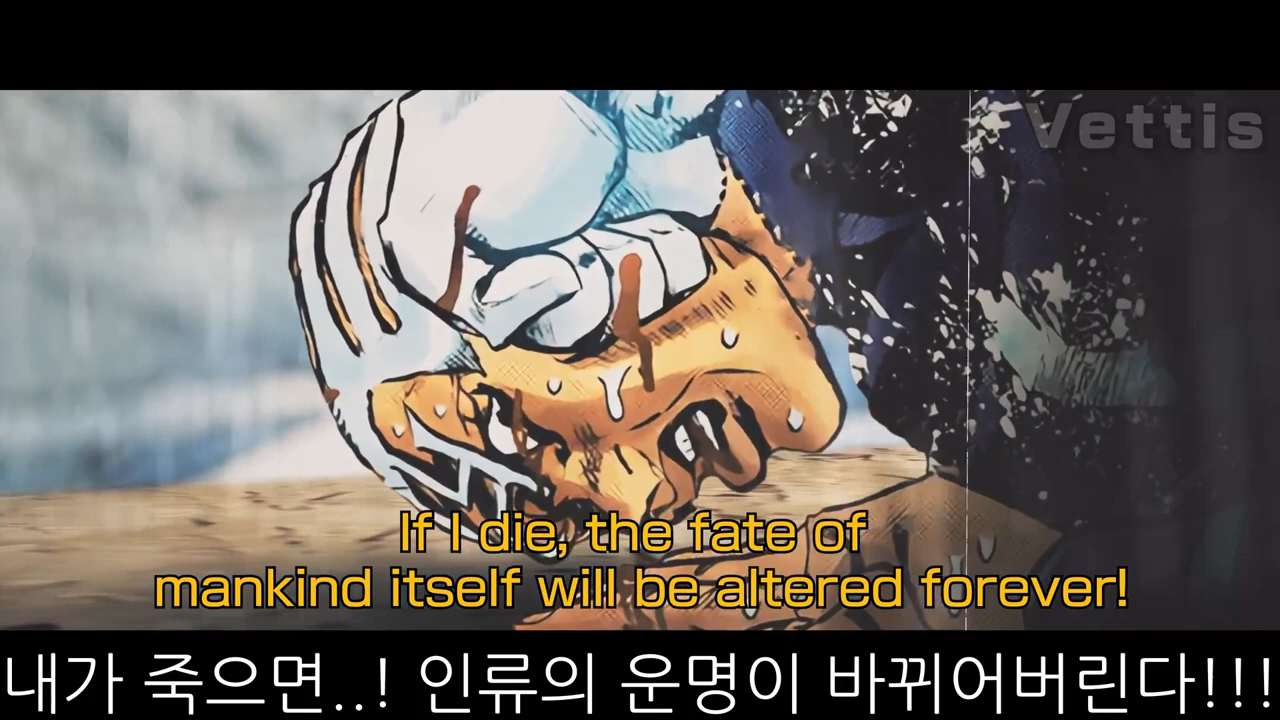 Vettis
If I die, the fate of
mankind itself will be altered forever!
내가 죽으면..! 인류의 운명이 바뀌어버린다!!!